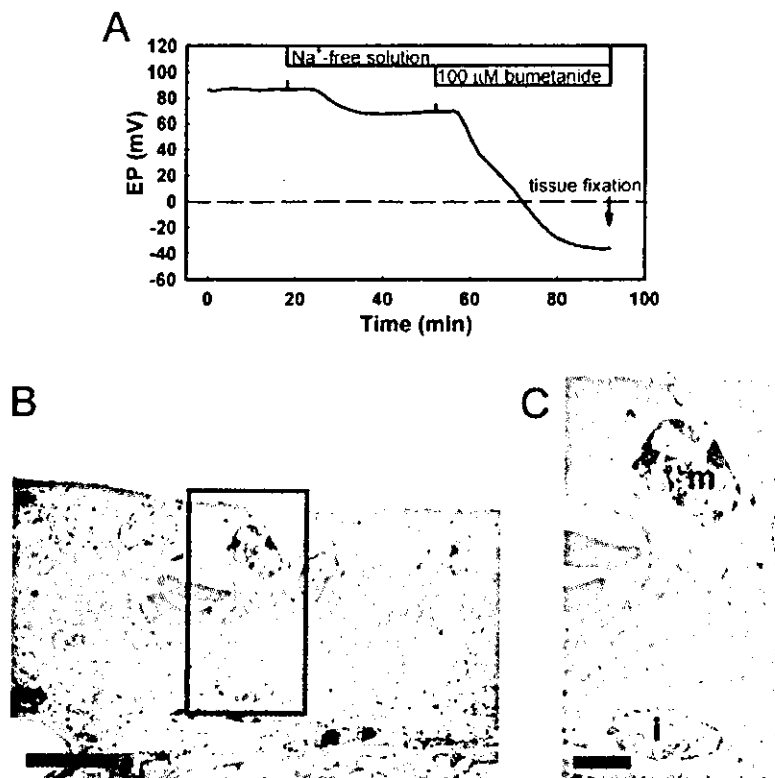 A
120
100
80
60
40
20
0
-20
-40
-60
EP (mV)
Na⁺-free solution
100 µM bumetanide
tissue fixation
0 20 40 60 80 100
Time (min)
B
C
m
i